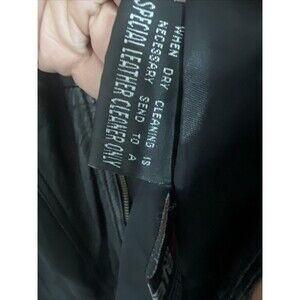 WHEN DRY CLEANING IS
NECESSARY SEND TO A
SPECIAL LEATHER CLEANER ONLY